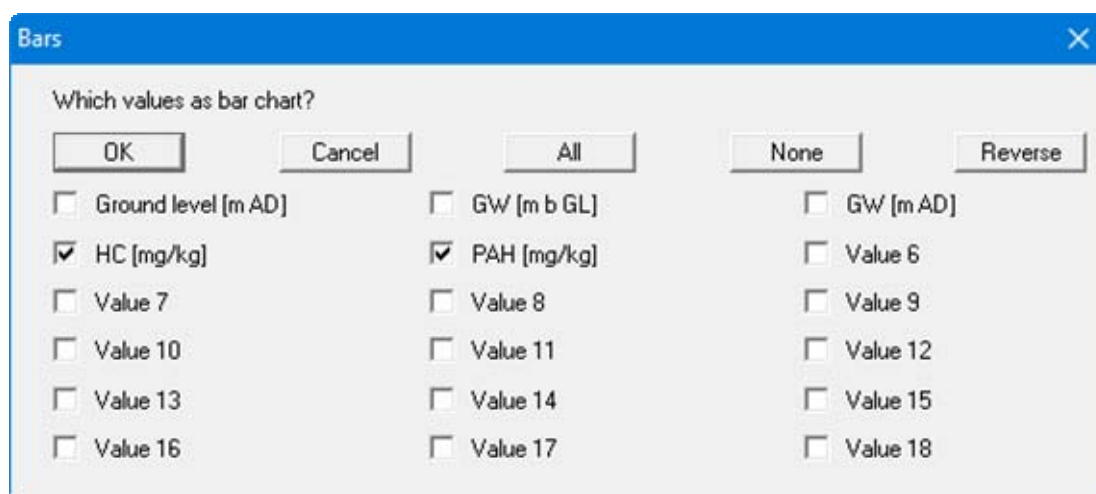 Bars
Which values as bar chart?
OK Cancel All None Reverse
Ground level [m AD] GW [m b GL] GW [m AD]
HC [mg/kg] PAH [mg/kg] Value 6
Value 7 Value 8 Value 9
Value 10 Value 11 Value 12
Value 13 Value 14 Value 15
Value 16 Value 17 Value 18